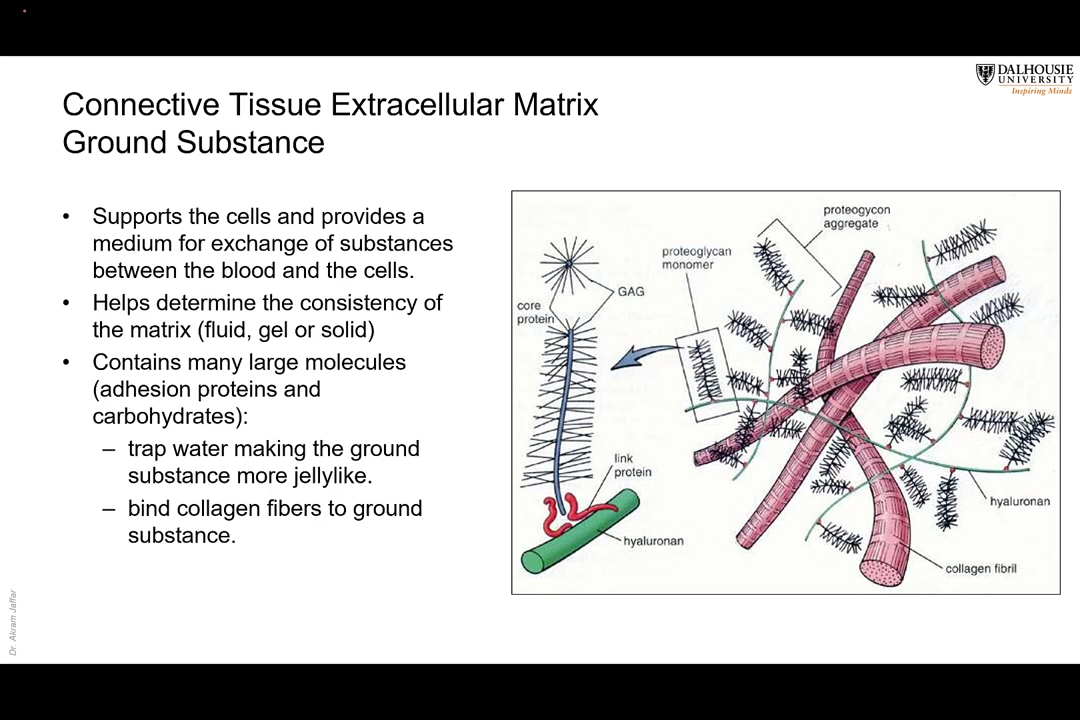 DALHOUSIE
UNIVERSITY
Inspiring Minds
Connective Tissue Extracellular Matrix
Ground Substance
• Supports the cells and provides a
medium for exchange of substances
between the blood and the cells.
• Helps determine the consistency of
the matrix (fluid, gel or solid)
• Contains many large molecules
(adhesion proteins and
carbohydrates):
– trap water making the ground
substance more jellylike.
– bind collagen fibers to ground
substance.
proteogycon
aggregate
proteoglycan
monomer
GAG
core
protein
link
protein
hyaluronan
hyaluronan
collagen fibril
Dr. Akram Jaffar